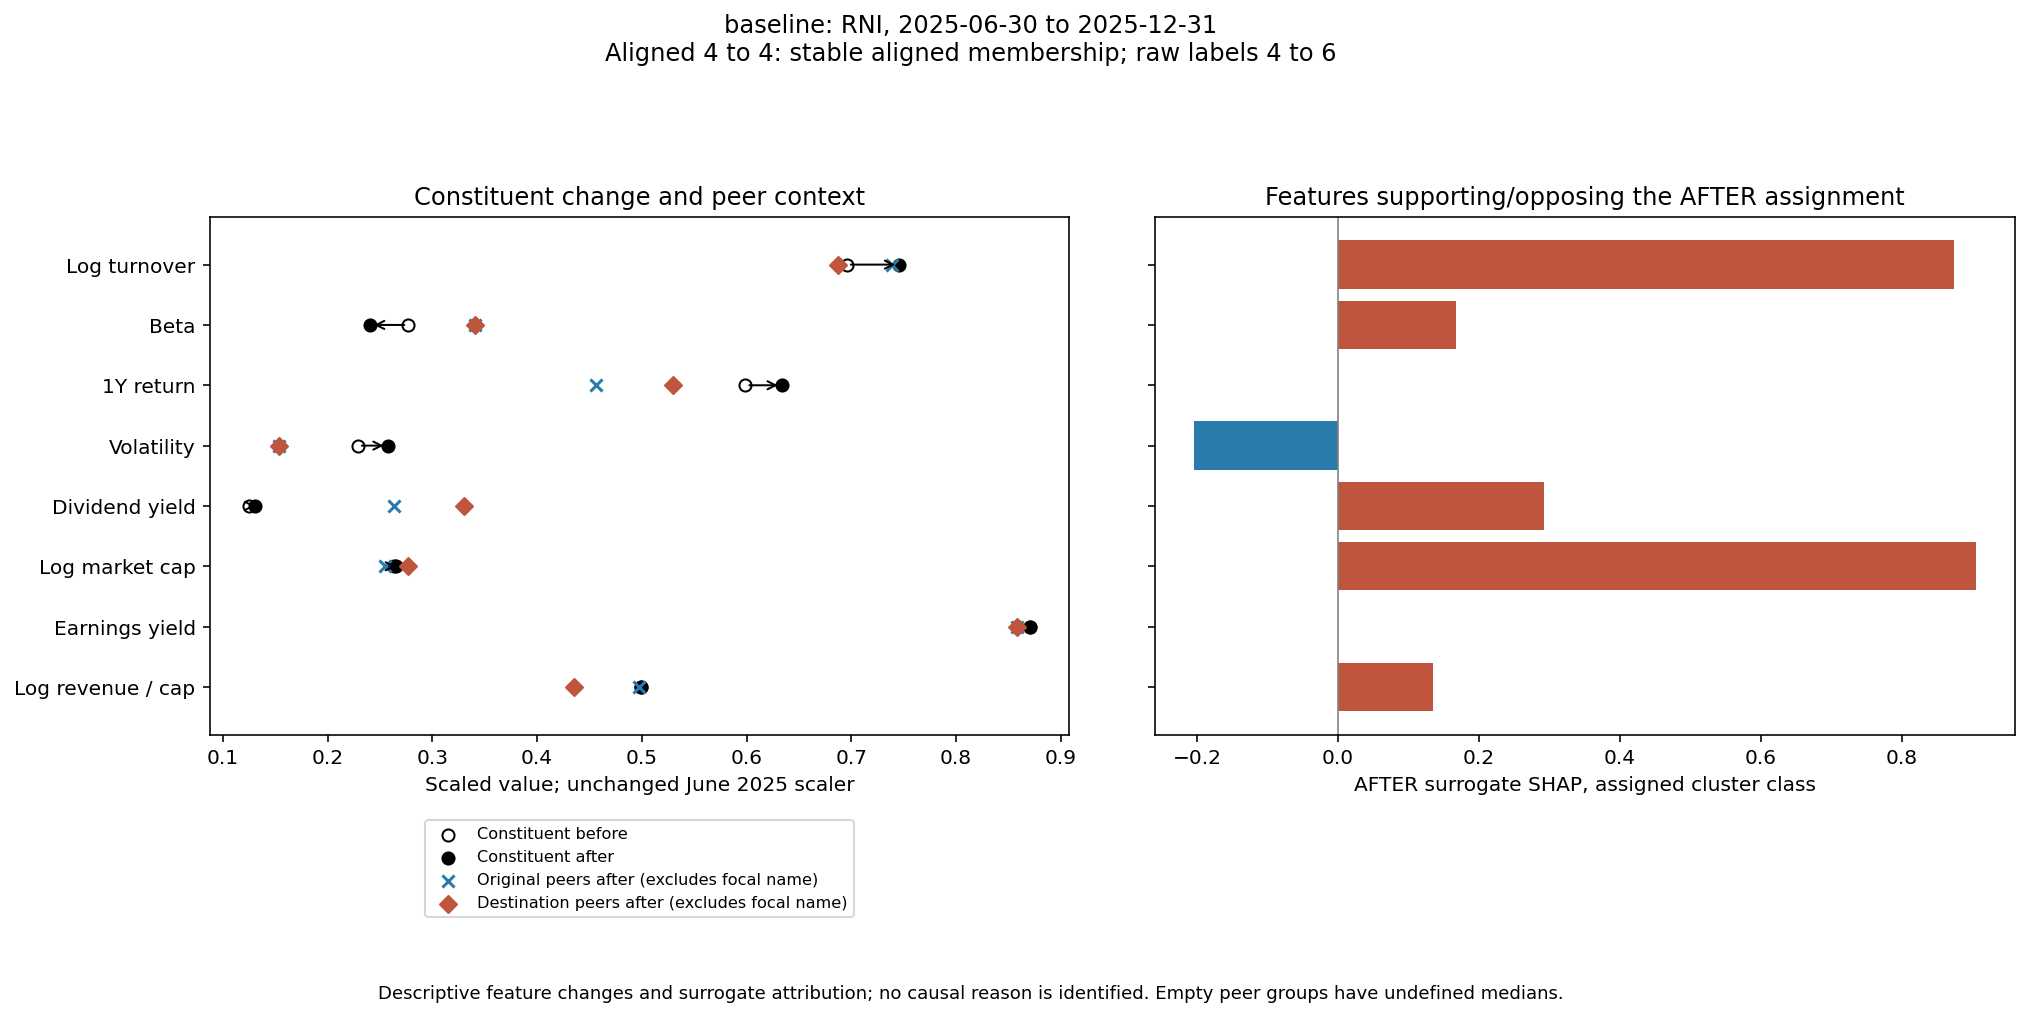 baseline: RNI, 2025-06-30 to 2025-12-31
Aligned 4 to 4: stable aligned membership; raw labels 4 to 6
Constituent change and peer context
Log turnover
Beta
1Y return
Volatility
Dividend yield
Log market cap
Earnings yield
Log revenue / cap
0.1 0.2 0.3 0.4 0.5 0.6 0.7 0.8 0.9
Scaled value; unchanged June 2025 scaler
Constituent before
Constituent after
Original peers after (excludes focal name)
Destination peers after (excludes focal name)
Features supporting/opposing the AFTER assignment
−0.2 0.0 0.2 0.4 0.6 0.8
AFTER surrogate SHAP, assigned cluster class
Descriptive feature changes and surrogate attribution; no causal reason is identified. Empty peer groups have undefined medians.